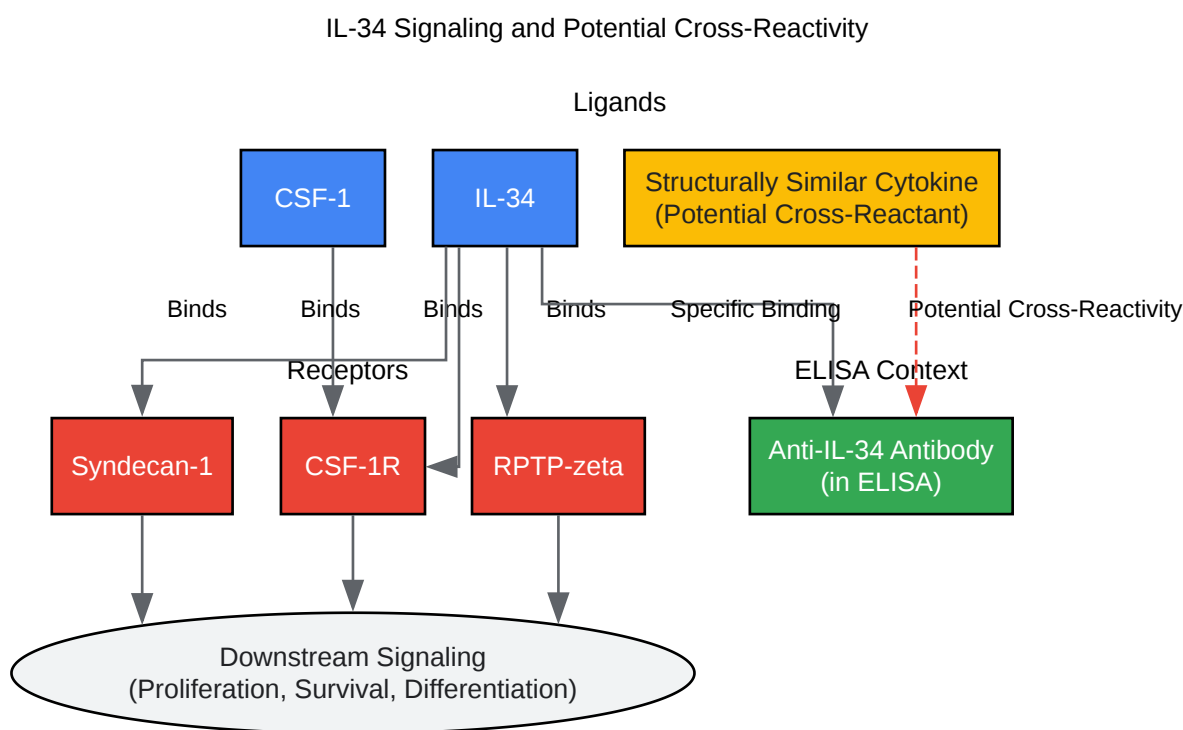 IL-34 Signaling and Potential Cross-Reactivity
Ligands
CSF-1
IL-34
Structurally Similar Cytokine
(Potential Cross-Reactant)
Binds
Binds
Binds
Binds
Specific Binding
Potential Cross-Reactivity
Receptors
ELISA Context
Syndecan-1
CSF-1R
RPTP-zeta
Anti-IL-34 Antibody
(in ELISA)
Downstream Signaling
(Proliferation, Survival, Differentiation)